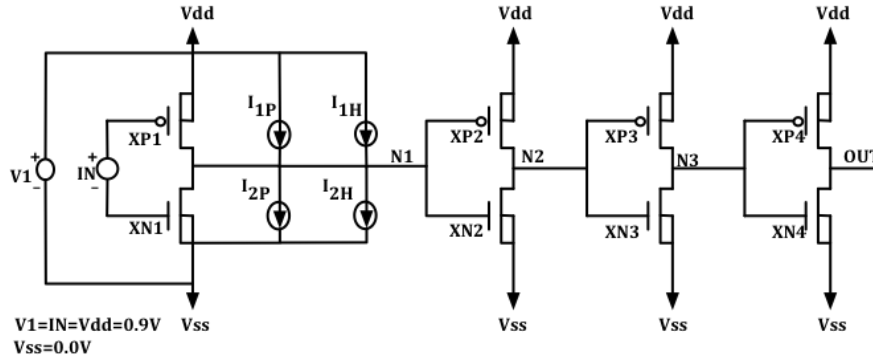 Vdd
Vdd
Vdd
Vdd
I1P
I1H
XP1
XP2
XP3
XP4
V1
+
−
IN
+
−
N1
N2
N3
OUT
I2P
I2H
XN1
XN2
XN3
XN4
Vss
Vss
Vss
Vss
V1=IN=Vdd=0.9V
Vss=0.0V